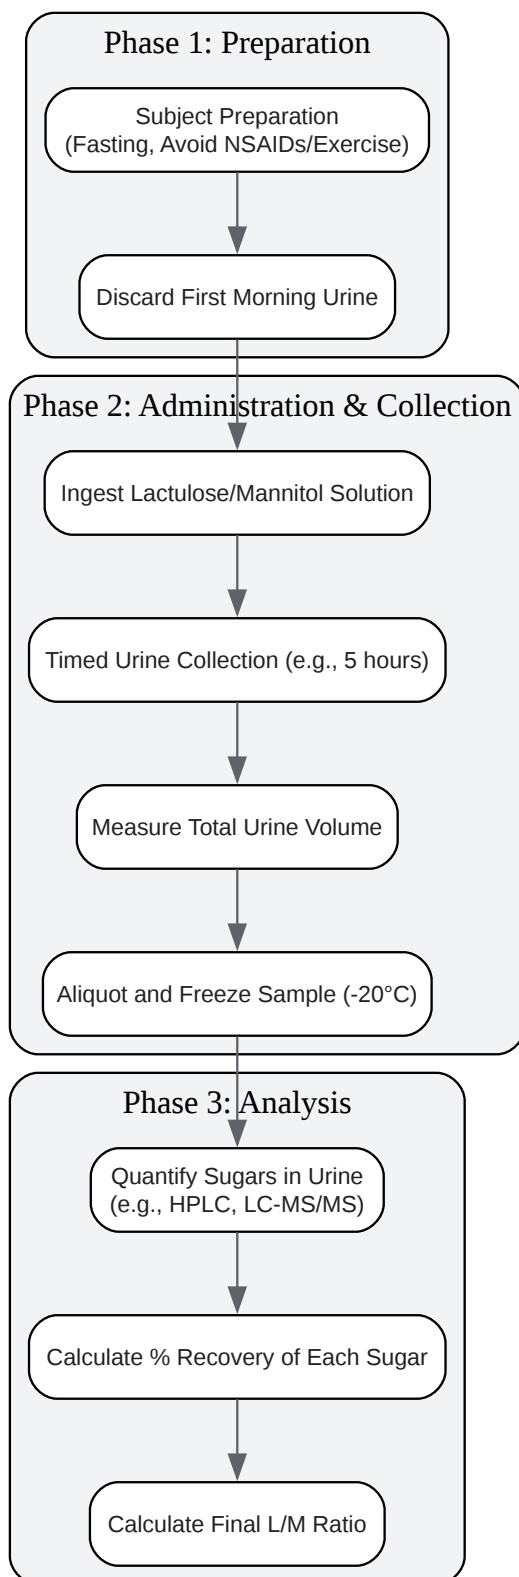 Phase 1: Preparation
Subject Preparation
(Fasting, Avoid NSAIDs/Exercise)
Discard First Morning Urine
Phase 2: Administration & Collection
Ingest Lactulose/Mannitol Solution
Timed Urine Collection (e.g., 5 hours)
Measure Total Urine Volume
Aliquot and Freeze Sample (-20°C)
Phase 3: Analysis
Quantify Sugars in Urine
(e.g., HPLC, LC-MS/MS)
Calculate % Recovery of Each Sugar
Calculate Final L/M Ratio